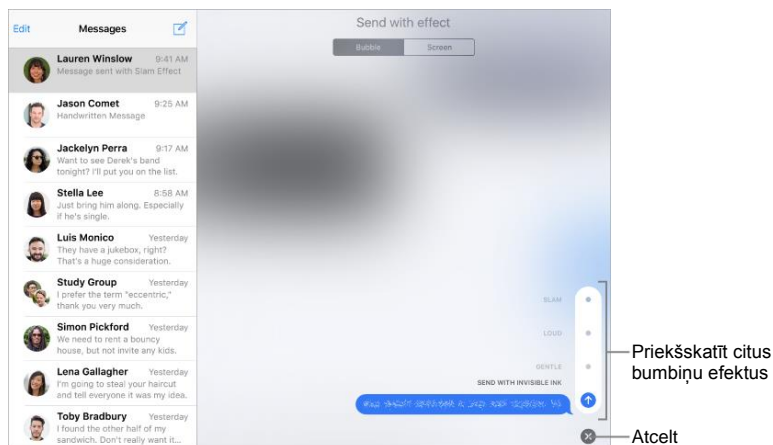 Edit
Messages
Lauren Winslow 9:41 AM
Message sent with Slam Effect
Jason Comet 9:25 AM
Handwritten Message
Jackelyn Perra 9:17 AM
Want to see Derek's band
tonight? I'll put you on the list.
Stella Lee 8:58 AM
Just bring him along. Especially
if he's single.
Luis Monico Yesterday
They have a jukebox, right?
That's a huge consideration.
Study Group Yesterday
I prefer the term "eccentric,"
thank you very much.
Simon Pickford Yesterday
We need to rent a bouncy
house, but not invite any kids.
Lena Gallagher Yesterday
I'm going to steal your haircut
and tell everyone it was my idea.
Toby Bradbury Yesterday
I found the other half of my
sandwich. Don't really want it...
Send with effect
Bubble Screen
SLAM
LOUD
GENTLE
SEND WITH INVISIBLE INK
Priekšskatīt citus
bumbiņu efektus
Atcelt